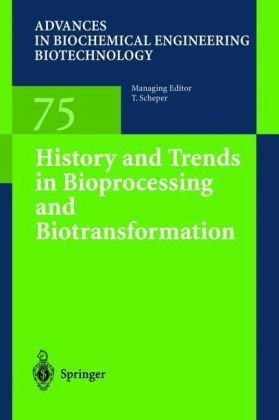 ADVANCES
IN BIOCHEMICAL ENGINEERING
BIOTECHNOLOGY
75
Managing Editor
T. Scheper
History and Trends
in Bioprocessing
and
Biotransformation
Springer